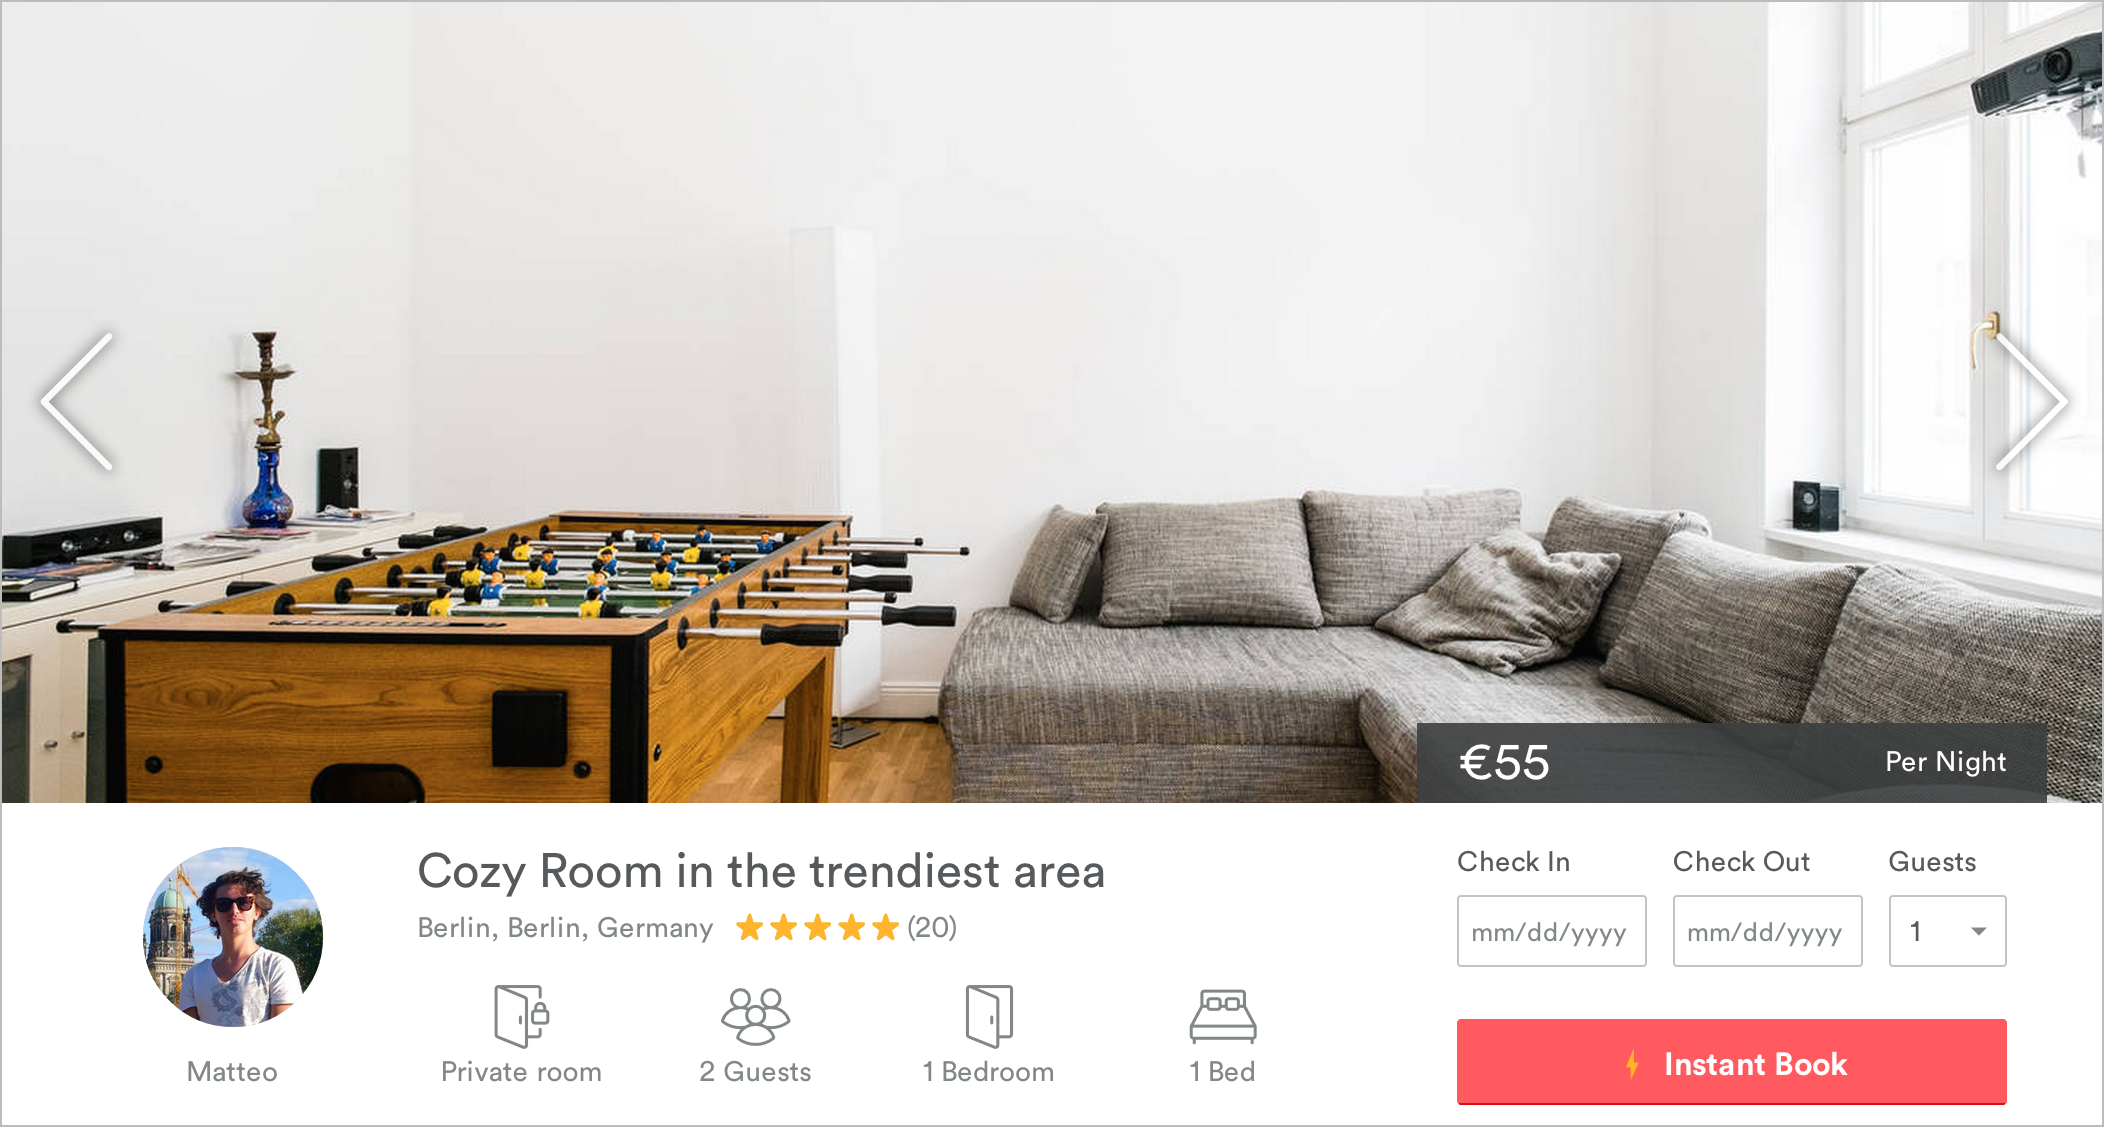 €55 Per Night
Cozy Room in the trendiest area
Berlin, Berlin, Germany (20)
Matteo
Private room
2 Guests
1 Bedroom
1 Bed
Check In
Check Out
Guests
mm/dd/yyyy
mm/dd/yyyy
1
Instant Book